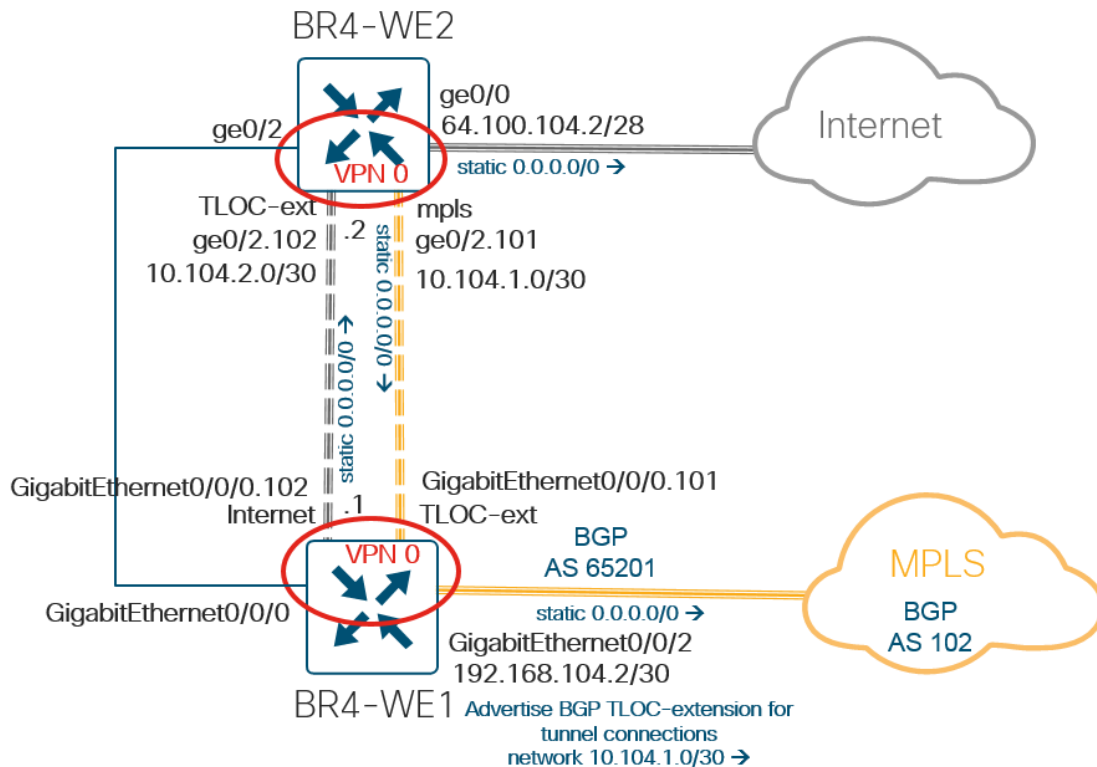 BR4-WE2
ge0/0
64.100.104.2/28
ge0/2
static 0.0.0.0/0 →
Internet
VPN 0
TLOC-ext
ge0/2.102
10.104.2.0/30
.2
mpls
ge0/2.101
10.104.1.0/30
static 0.0.0.0/0 →
static 0.0.0.0/0 →
GigabitEthernet0/0/0.102
Internet
.1
GigabitEthernet0/0/0.101
TLOC-ext
VPN 0
BGP
AS 65201
static 0.0.0.0/0 →
MPLS
BGP
AS 102
GigabitEthernet0/0/0
GigabitEthernet0/0/2
192.168.104.2/30
BR4-WE1
Advertise BGP TLOC-extension for
tunnel connections
network 10.104.1.0/30 →